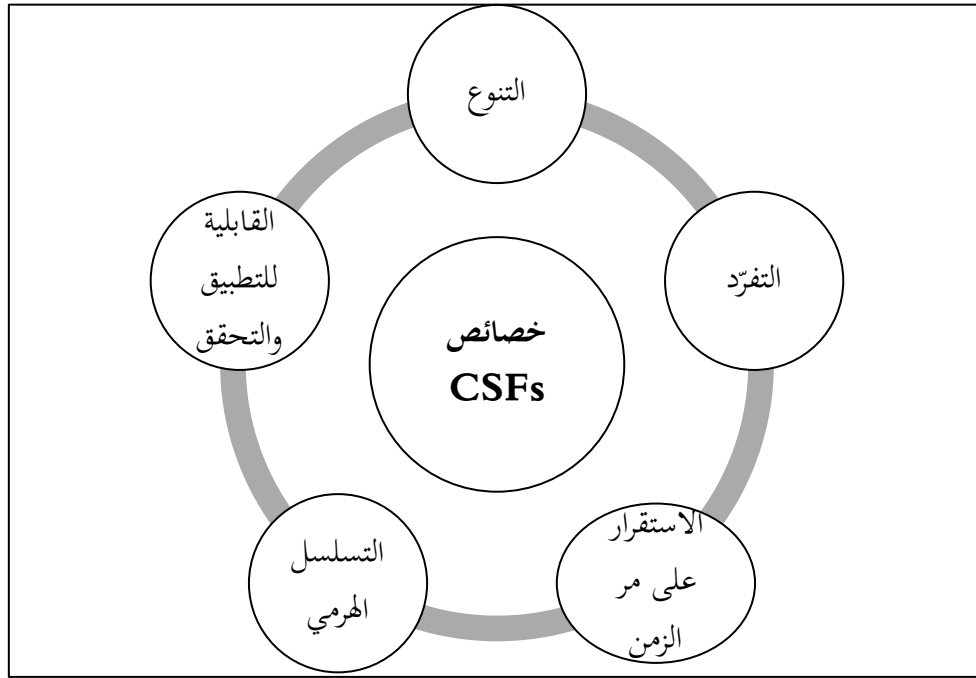 التنوع
التفرّد
الاستقرار
على مر
الزمن
التسلسل
الهرمي
القابلية
للتطبيق
والتحقق
خصائص
CSFs